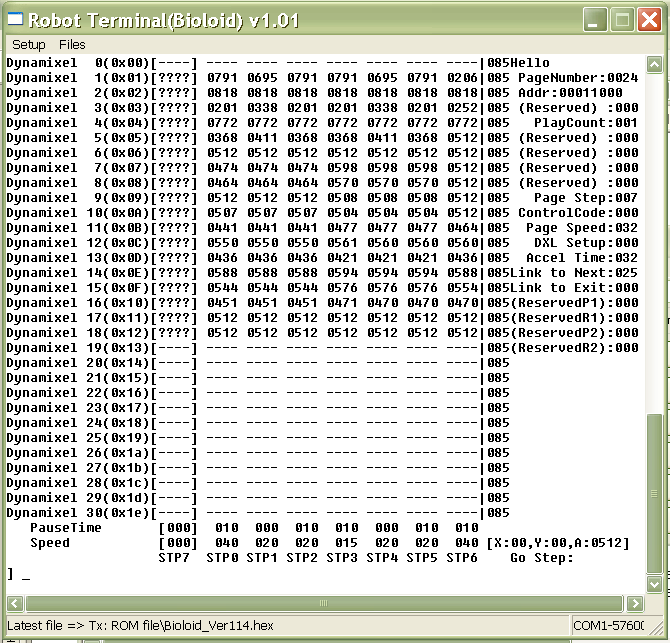 Robot Terminal(Bioloid) v1.01
Setup Files
Dynamixel 0(0x00)[----] ---- ---- ---- ---- ---- ---- ----|085Hello
Dynamixel 1(0x01)[????] 0791 0695 0791 0791 0695 0791 0206|085 PageNumber:0024
Dynamixel 2(0x02)[????] 0818 0818 0818 0818 0818 0818 0818|085 Addr:00011000
Dynamixel 3(0x03)[????] 0201 0338 0201 0201 0338 0201 0252|085 (Reserved) :000
Dynamixel 4(0x04)[????] 0772 0772 0772 0772 0772 0772 0772|085 PlayCount:001
Dynamixel 5(0x05)[????] 0368 0411 0368 0368 0411 0368 0512|085 (Reserved) :000
Dynamixel 6(0x06)[????] 0512 0512 0512 0512 0512 0512 0512|085 (Reserved) :000
Dynamixel 7(0x07)[????] 0474 0474 0474 0598 0598 0598 0512|085 (Reserved) :000
Dynamixel 8(0x08)[????] 0464 0464 0464 0570 0570 0570 0512|085 (Reserved) :000
Dynamixel 9(0x09)[????] 0512 0512 0512 0508 0508 0508 0512|085 Page Step:007
Dynamixel 10(0x0A)[????] 0507 0507 0507 0504 0504 0504 0512|085 ControlCode:000
Dynamixel 11(0x0B)[????] 0441 0441 0441 0477 0477 0477 0464|085 Page Speed:032
Dynamixel 12(0x0C)[????] 0550 0550 0550 0561 0560 0560 0560|085 DXL Setup:000
Dynamixel 13(0x0D)[????] 0436 0436 0436 0421 0421 0421 0436|085 Accel Time:032
Dynamixel 14(0x0E)[????] 0588 0588 0588 0594 0594 0594 0588|085Link to Next:025
Dynamixel 15(0x0F)[????] 0544 0544 0544 0576 0576 0576 0554|085Link to Exit:000
Dynamixel 16(0x10)[????] 0451 0451 0451 0471 0470 0470 0470|085(ReservedP1):000
Dynamixel 17(0x11)[????] 0512 0512 0512 0512 0512 0512 0512|085(ReservedR1):000
Dynamixel 18(0x12)[????] 0512 0512 0512 0512 0512 0512 0512|085(ReservedP2):000
Dynamixel 19(0x13)[----] ---- ---- ---- ---- ---- ---- ----|085(ReservedR2):000
Dynamixel 20(0x14)[----] ---- ---- ---- ---- ---- ---- ----|085
Dynamixel 21(0x15)[----] ---- ---- ---- ---- ---- ---- ----|085
Dynamixel 22(0x16)[----] ---- ---- ---- ---- ---- ---- ----|085
Dynamixel 23(0x17)[----] ---- ---- ---- ---- ---- ---- ----|085
Dynamixel 24(0x18)[----] ---- ---- ---- ---- ---- ---- ----|085
Dynamixel 25(0x19)[----] ---- ---- ---- ---- ---- ---- ----|085
Dynamixel 26(0x1a)[----] ---- ---- ---- ---- ---- ---- ----|085
Dynamixel 27(0x1b)[----] ---- ---- ---- ---- ---- ---- ----|085
Dynamixel 28(0x1c)[----] ---- ---- ---- ---- ---- ---- ----|085
Dynamixel 29(0x1d)[----] ---- ---- ---- ---- ---- ---- ----|085
Dynamixel 30(0x1e)[----] ---- ---- ---- ---- ---- ---- ----|085
PauseTime [000] 010 000 010 010 000 010 010
Speed [000] 040 020 020 015 020 020 040 [X:00,Y:00,A:0512]
STP7 STP0 STP1 STP2 STP3 STP4 STP5 STP6 Go Step:
] _
Latest file => Tx: ROM file\Bioloid_Ver114.hex COM1-57600